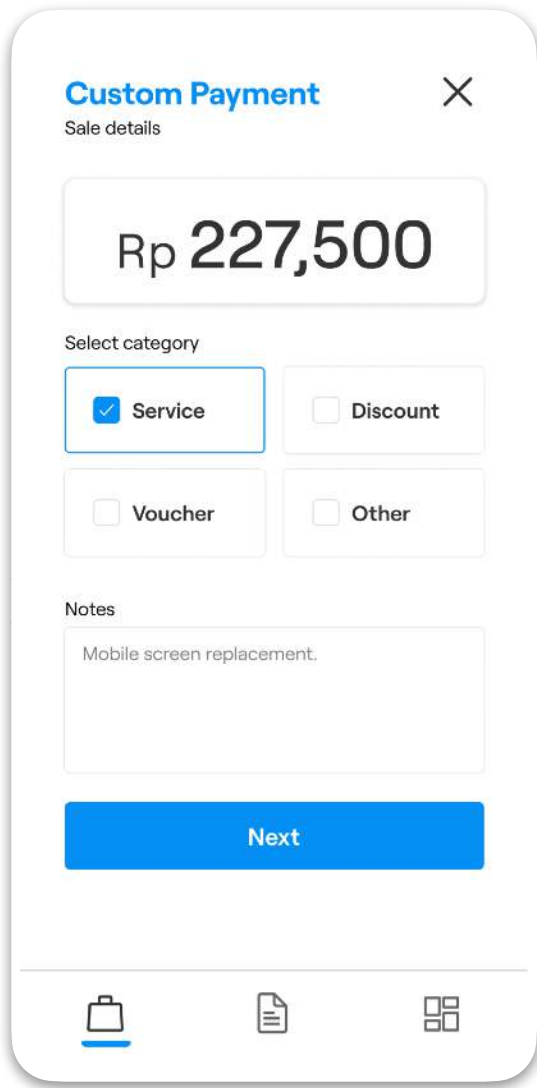 Custom Payment
Sale details
Rp 227,500
Select category
Service
Discount
Voucher
Other
Notes
Mobile screen replacement.
Next